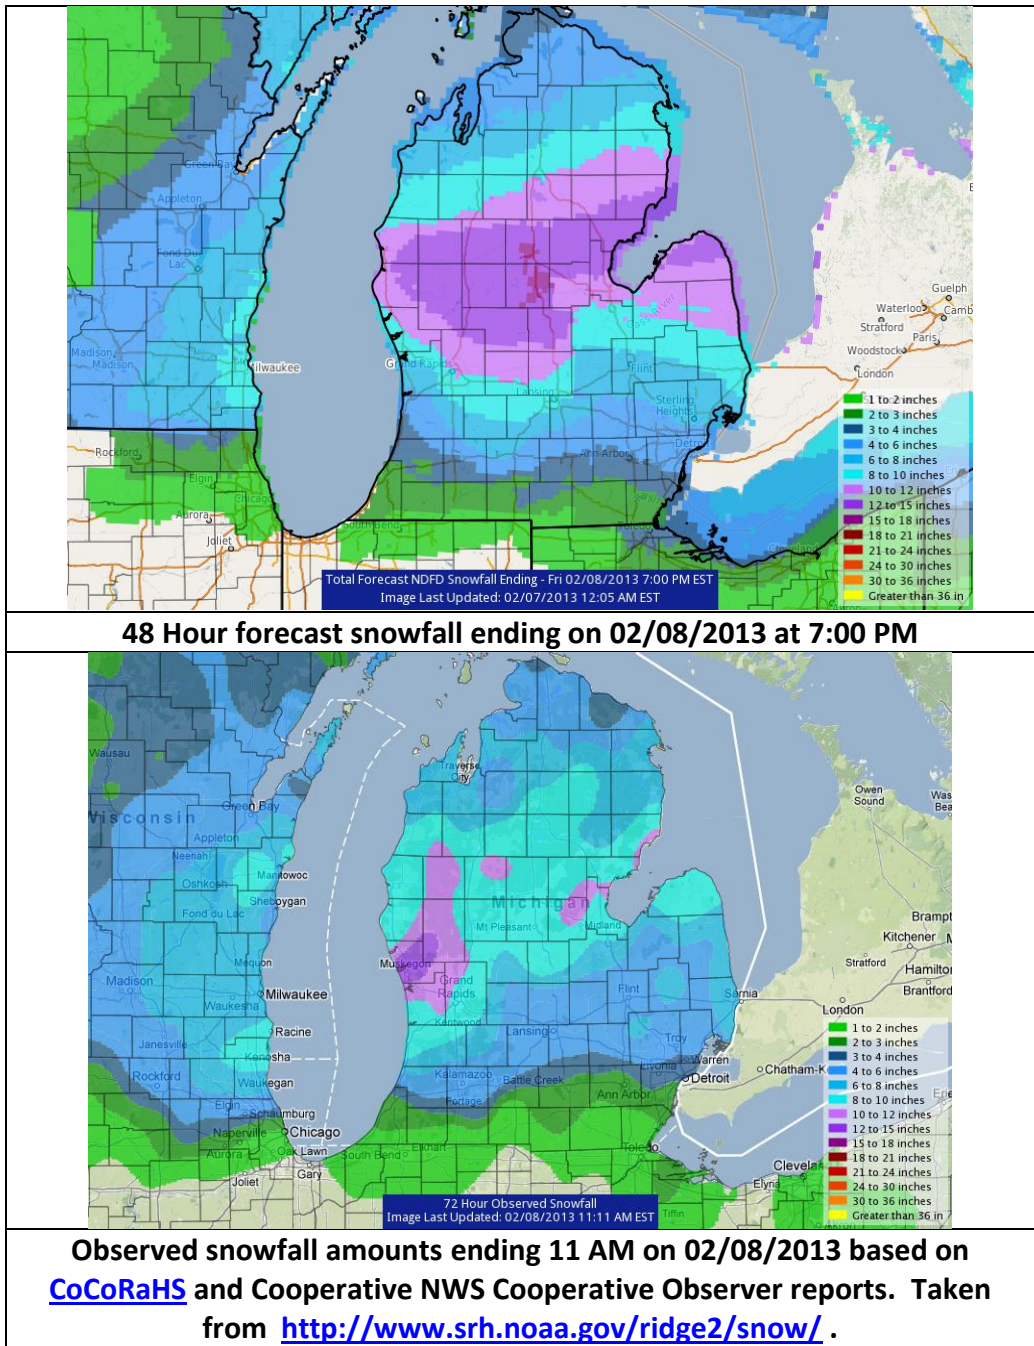 Green Bay
Appleton
Fond Du
Lac
Madison
Madison
Milwaukee
Rockford
Elgin
Chicago
Aurora
Joliet
South Bend
Grand Rapids
Lansing
Flint
Cass River
Sterling
Heights
Detroit
Ann Arbor
Toledo
Cleveland
Akron
Guelph
Waterloo
Camb
Stratford
Paris
Woodstock
London
1 to 2 inches
2 to 3 inches
3 to 4 inches
4 to 6 inches
6 to 8 inches
8 to 10 inches
10 to 12 inches
12 to 15 inches
15 to 18 inches
18 to 21 inches
21 to 24 inches
24 to 30 inches
30 to 36 inches
Greater than 36 in
Total Forecast NDFD Snowfall Ending - Fri 02/08/2013 7:00 PM EST
Image Last Updated: 02/07/2013 12:05 AM EST
48 Hour forecast snowfall ending on 02/08/2013 at 7:00 PM
Wausau
Green Bay
Wisconsin
Appleton
Neenah
Oshkosh
Manitowoc
Sheboygan
Fond du Lac
Mequon
Madison
Milwaukee
Waukesha
Racine
Janesville
Kenosha
Rockford
Waukegan
Elgin
Schaumburg
Naperville
Chicago
Aurora
Oak Lawn
Joliet
Gary
South Bend
Elkhart
Traverse
City
Michigan
Mt Pleasant
Midland
Muskegon
Grand
Rapids
Kentwood
Lansing
Flint
Kalamazoo
Battle Creek
Portage
Ann Arbor
Livonia
Troy
Warren
Detroit
Toledo
Tiffin
Sarnia
Owen
Sound
Was
Bea
Brampt
Kitchener
Stratford
Hamilto
Brantford
London
Chatham-K
Clevelan
Elyria
1 to 2 inches
2 to 3 inches
3 to 4 inches
4 to 6 inches
6 to 8 inches
8 to 10 inches
10 to 12 inches
12 to 15 inches
15 to 18 inches
18 to 21 inches
21 to 24 inches
24 to 30 inches
30 to 36 inches
Greater than 36 in
72 Hour Observed Snowfall
Image Last Updated: 02/08/2013 11:11 AM EST
Observed snowfall amounts ending 11 AM on 02/08/2013 based on
CoCoRaHS and Cooperative NWS Cooperative Observer reports. Taken
from http://www.srh.noaa.gov/ridge2/snow/ .